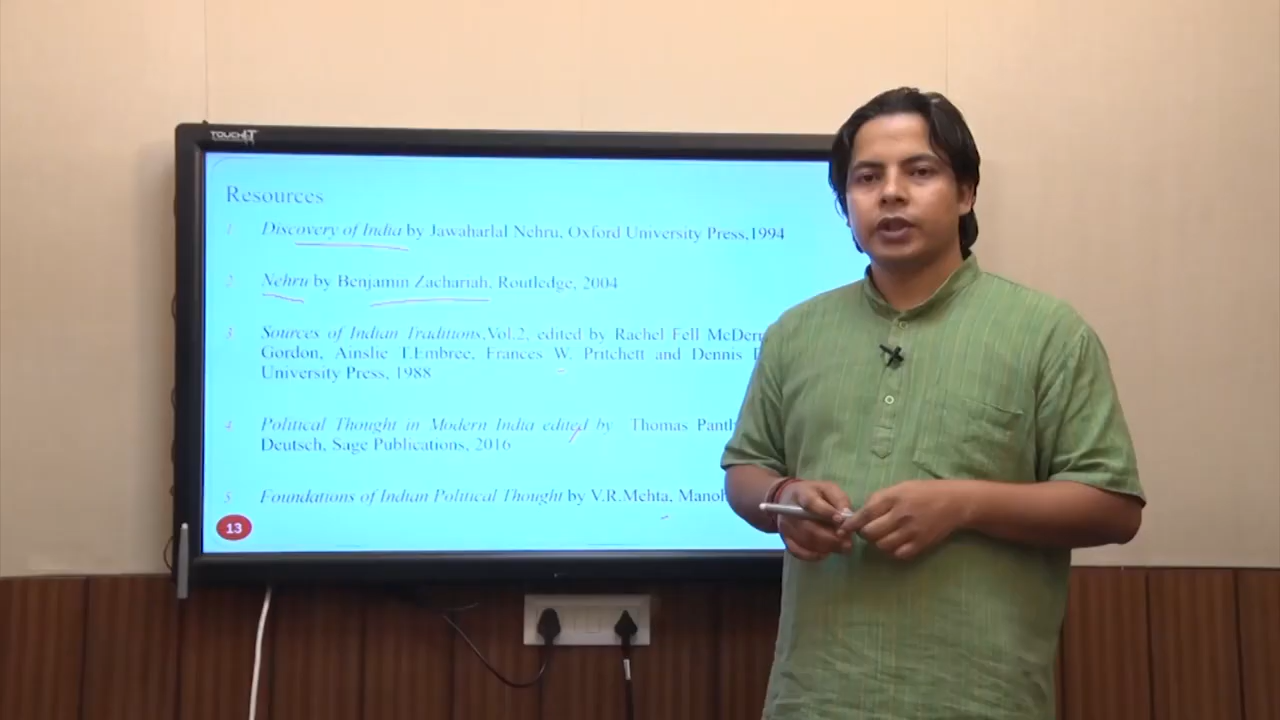 TOUCHIT
Resources
1. Discovery of India by Jawaharlal Nehru, Oxford University Press,1994
2. Nehru by Benjamin Zachariah, Routledge, 2004
3. Sources of Indian Traditions,Vol.2, edited by Rachel Fell McDerm
Gordon, Ainslie T.Embree, Frances W. Pritchett and Dennis
University Press, 1988
4. Political Thought in Modern India edited by Thomas Panth
Deutsch, Sage Publications, 2016
5. Foundations of Indian Political Thought by V.R.Mehta, Manoh
13